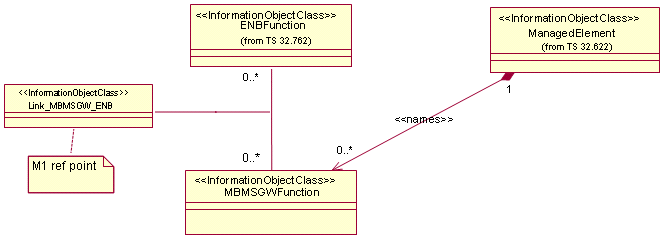 <<InformationObjectClass>>
ENBFunction
(from TS 32.762)
<<InformationObjectClass>>
ManagedElement
(from TS 32.622)
0..*
1
<<InformationObjectClass>>
Link_MBMSGW_ENB
<<names>>
M1 ref point
0..*
0..*
<<InformationObjectClass>>
MBMSGWFunction